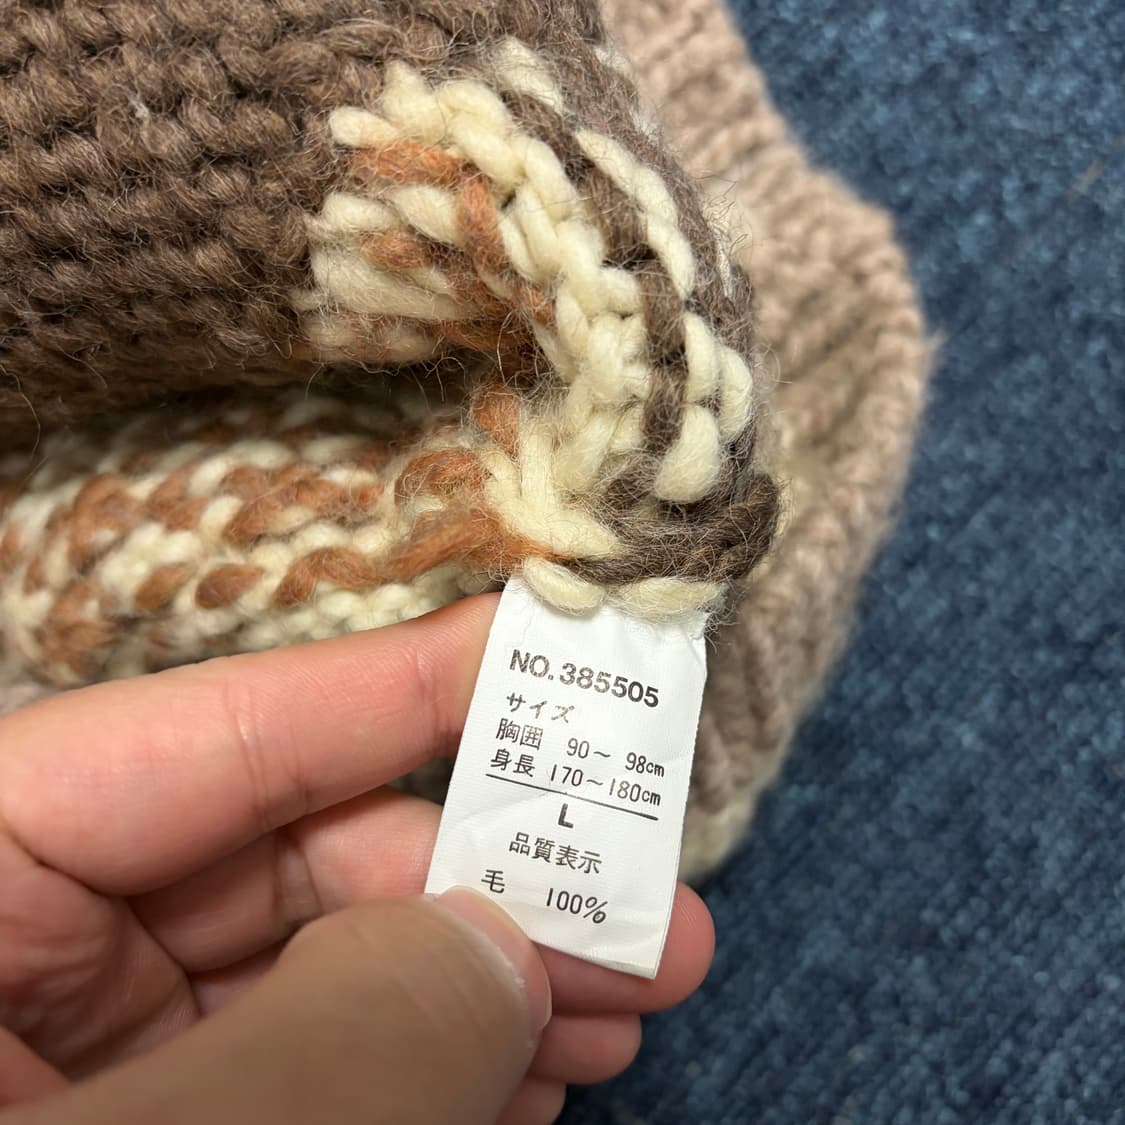 NO.385505
サイズ
胸囲 90〜 98cm
身長 170〜180cm
L
品質表示
毛 100%